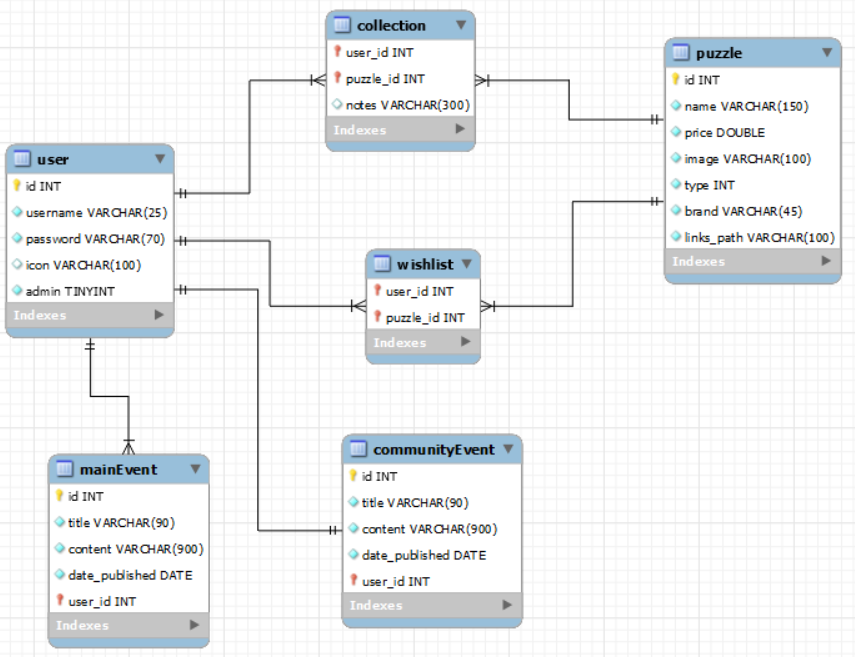 collection
user_id INT
puzzle_id INT
notes VARCHAR(300)
Indexes
puzzle
id INT
name VARCHAR(150)
price DOUBLE
image VARCHAR(100)
type INT
brand VARCHAR(45)
links_path VARCHAR(100)
Indexes
user
id INT
username VARCHAR(25)
password VARCHAR(70)
icon VARCHAR(100)
admin TINYINT
Indexes
wishlist
user_id INT
puzzle_id INT
Indexes
mainEvent
id INT
title VARCHAR(90)
content VARCHAR(900)
date_published DATE
user_id INT
Indexes
communityEvent
id INT
title VARCHAR(90)
content VARCHAR(900)
date_published DATE
user_id INT
Indexes